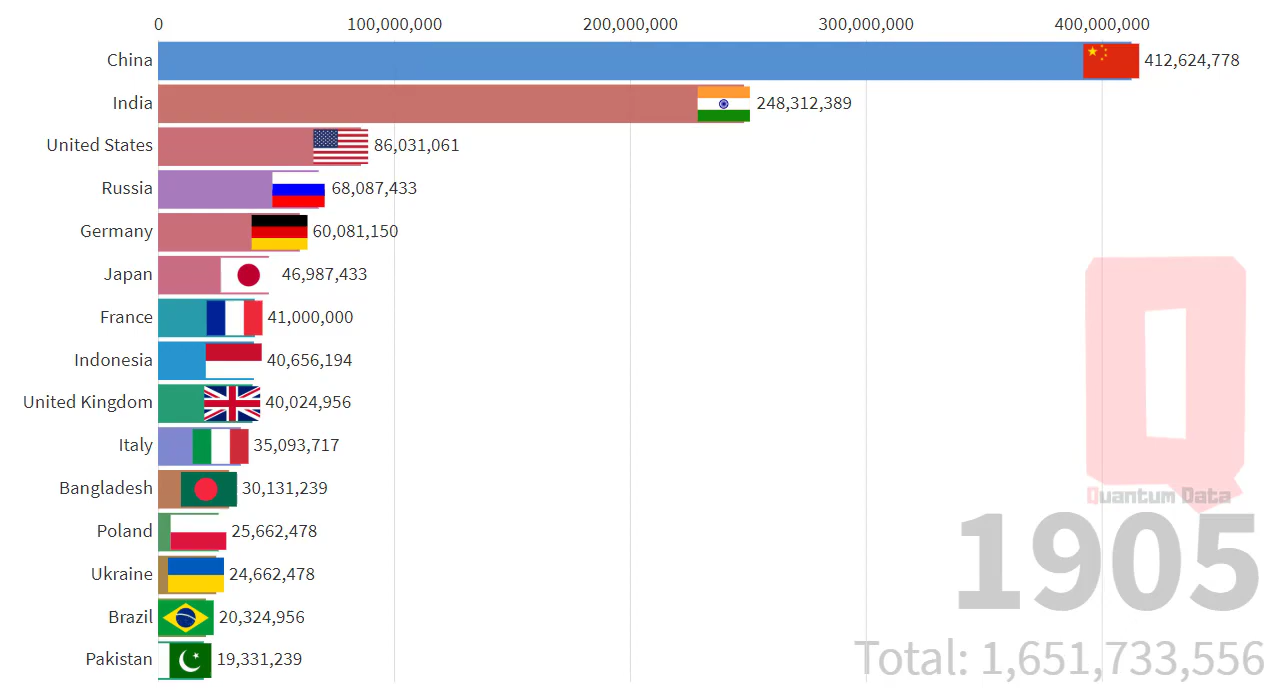 0 100,000,000 200,000,000 300,000,000 400,000,000
China 412,624,778
India 248,312,389
United States 86,031,061
Russia 68,087,433
Germany 60,081,150
Japan 46,987,433
France 41,000,000
Indonesia 40,656,194
United Kingdom 40,024,956
Italy 35,093,717
Bangladesh 30,131,239
Quantum Data
Poland 25,662,478
Ukraine 24,662,478
1905
Brazil 20,324,956
Pakistan 19,331,239
Total: 1,651,733,556